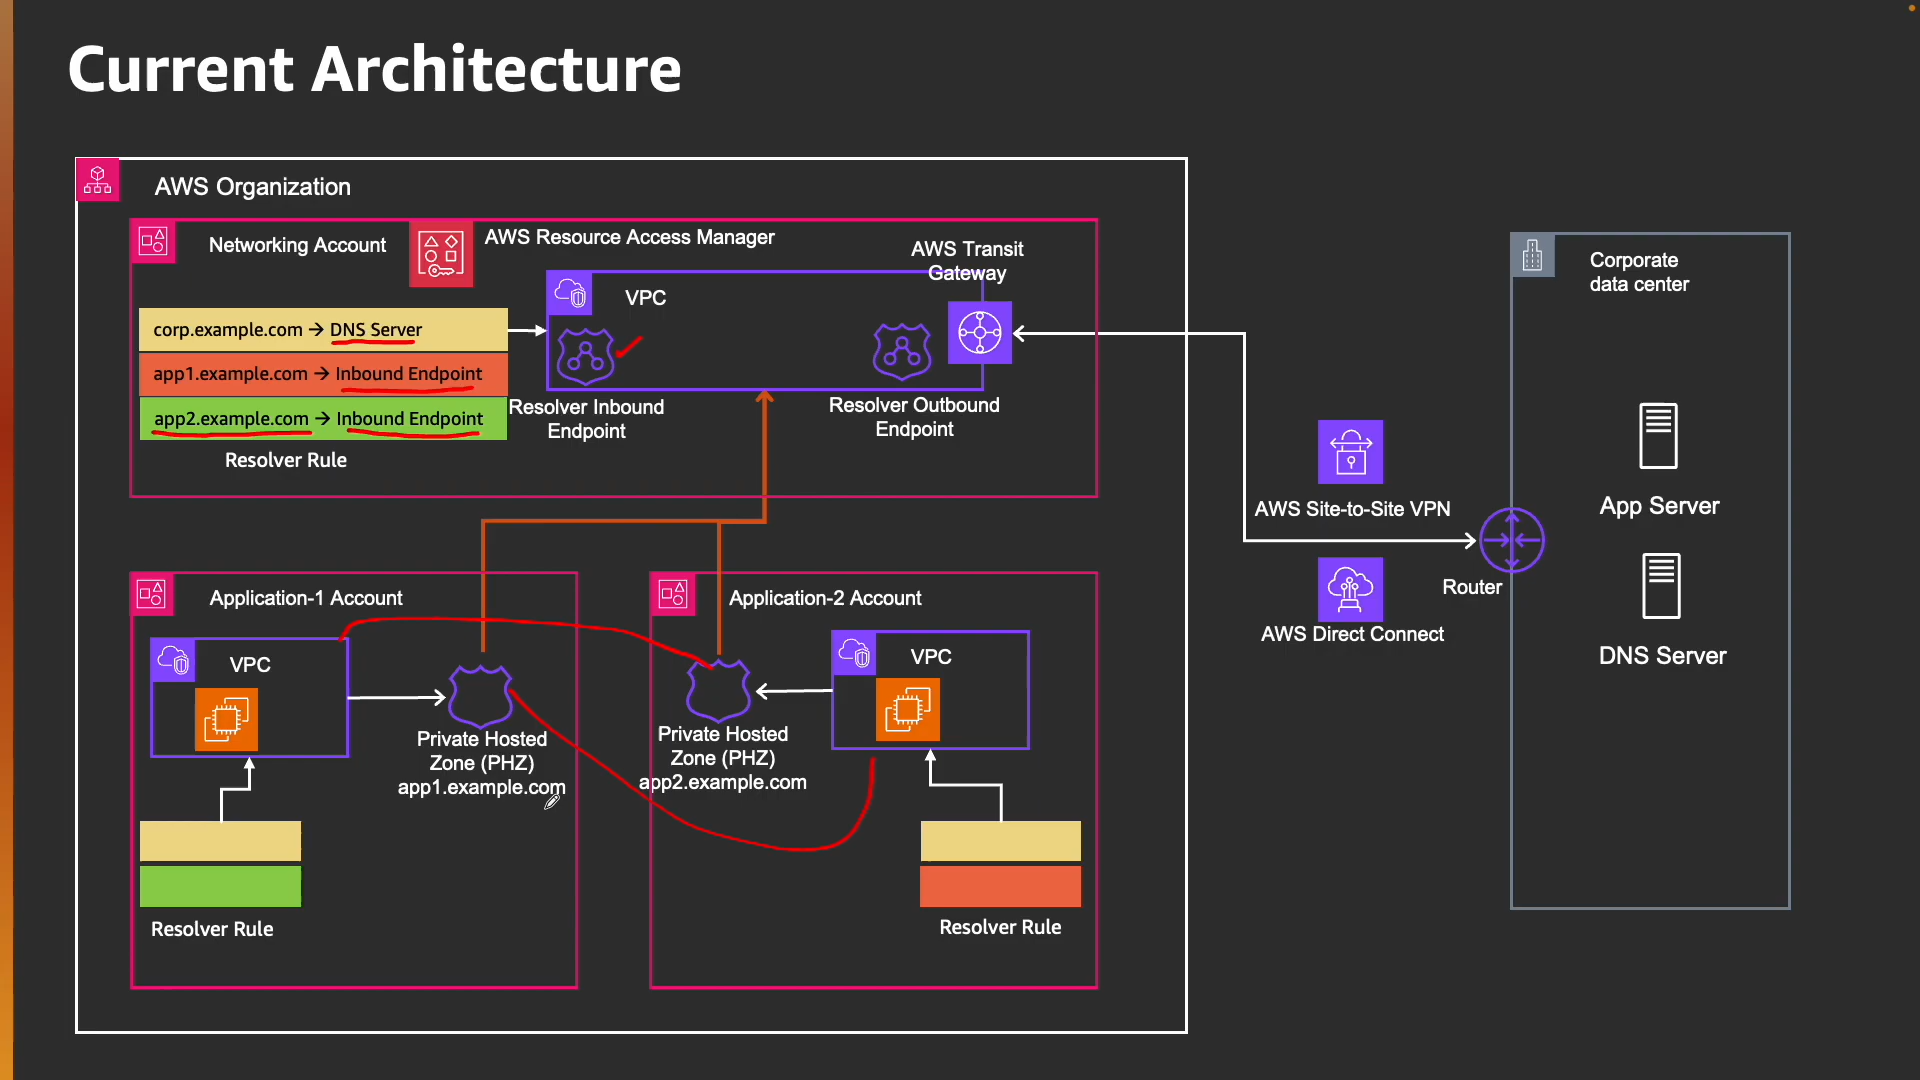 Current Architecture
AWS Organization
Networking Account
AWS Resource Access Manager
AWS Transit
Gateway
VPC
corp.example.com → DNS Server
app1.example.com → Inbound Endpoint
app2.example.com → Inbound Endpoint
Resolver Rule
Resolver Inbound
Endpoint
Resolver Outbound
Endpoint
Application-1 Account
VPC
Private Hosted
Zone (PHZ)
app1.example.com
Resolver Rule
Application-2 Account
VPC
Private Hosted
Zone (PHZ)
app2.example.com
Resolver Rule
AWS Site-to-Site VPN
AWS Direct Connect
Router
Corporate
data center
App Server
DNS Server